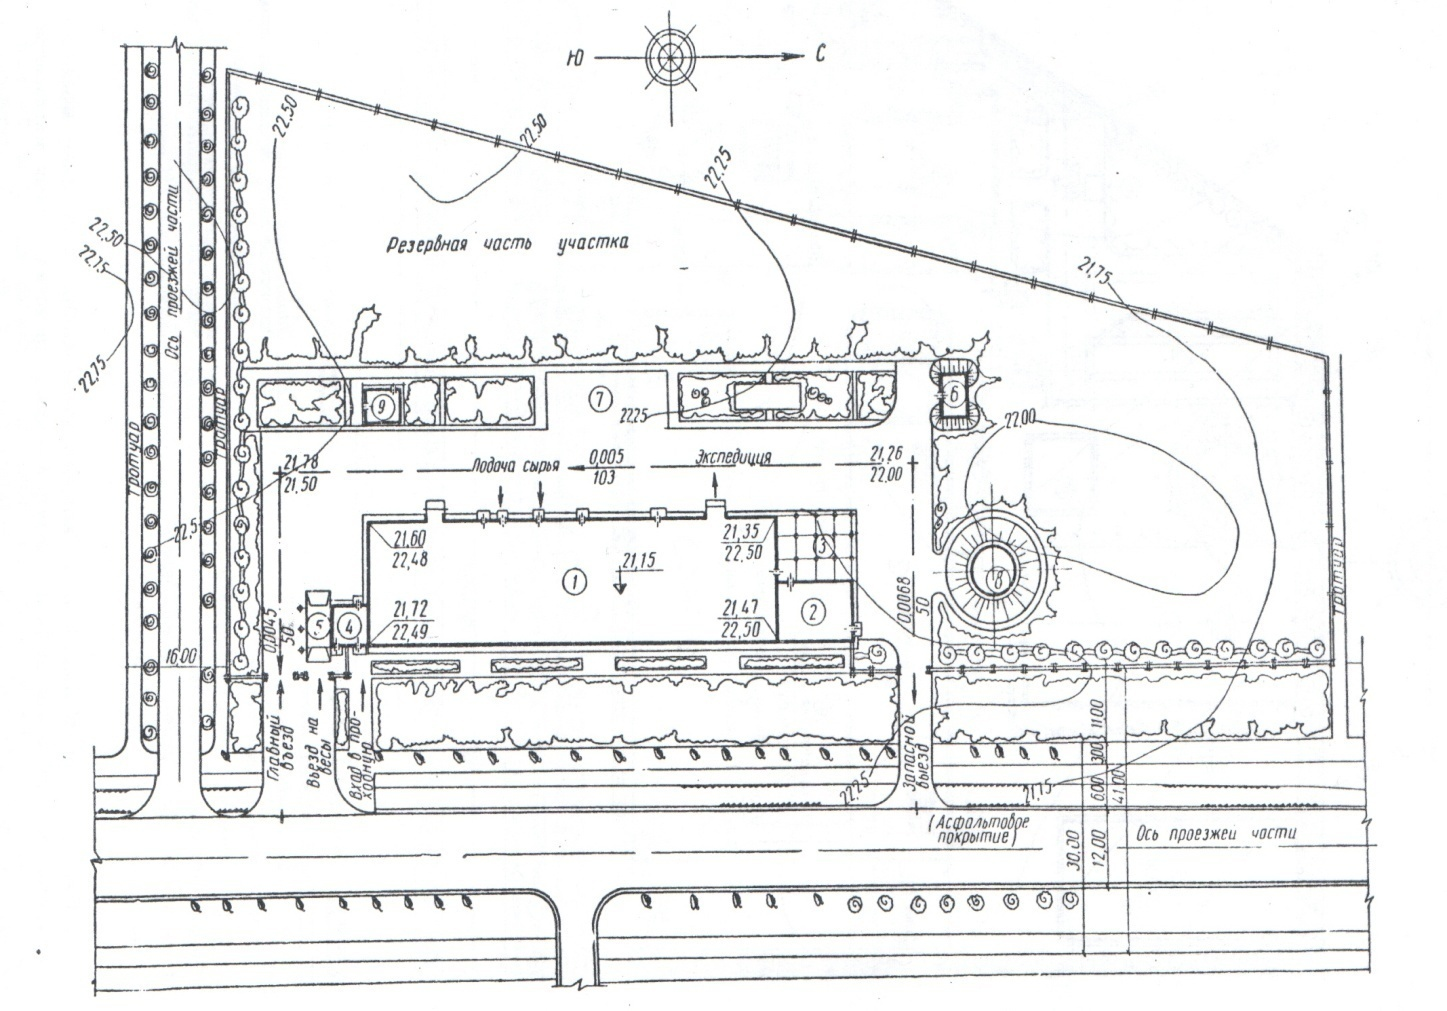 Ю
С
22,50
22,50
22,25
22,50
22,75
22,75
Ось проезжей части
Резервная часть участка
21,75
9
7
6
22,25
22,00
Тротуар
Тротуар
21,78
21,50
Подача сырья
0,005
103
Экспедиция
21,26
22,00
22,5
21,60
22,48
21,35
22,50
3
1
21,15
18
Тротуар
0,0045
50
5
4
21,72
22,49
21,47
22,50
2
0,0068
50
16,00
Главный
въезд
Въезд на
весы
Вход в про-
ходную
Запасной
выезд
22,25
21,75
11,00
3,00
6,00
41,00
(Асфальтовое
покрытие)
30,00
12,00
Ось проезжей части